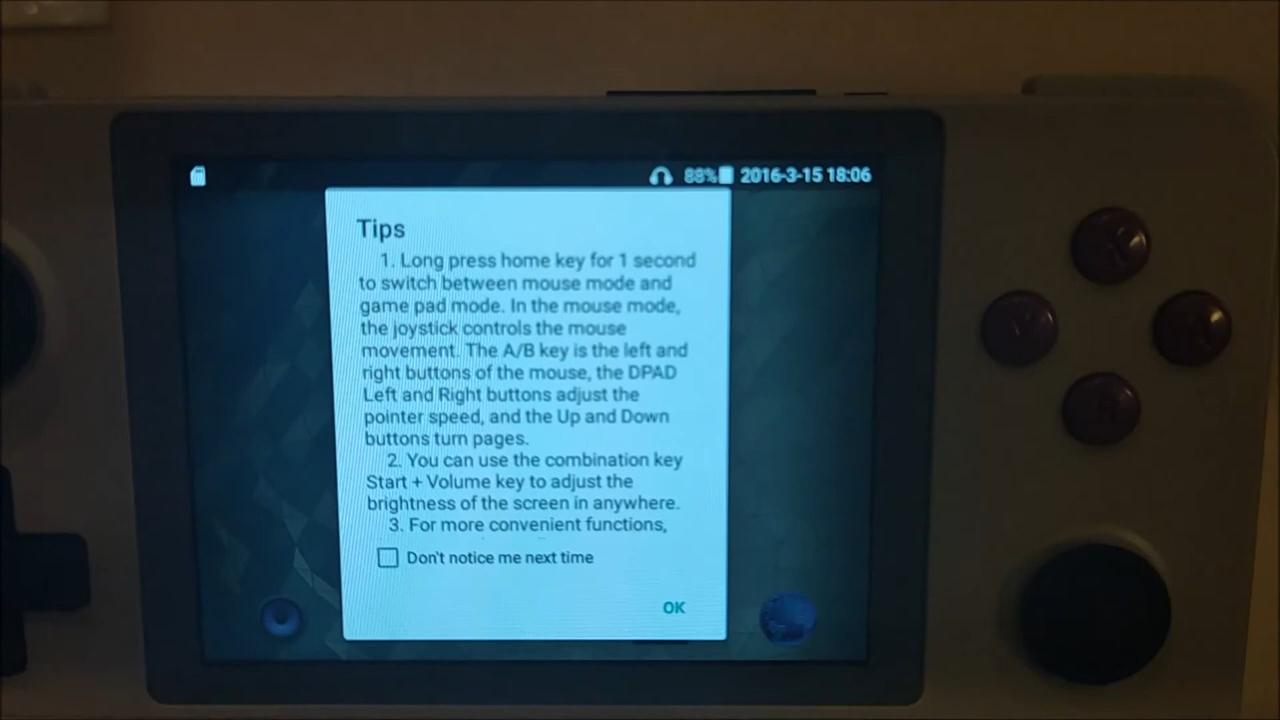 88% 2016-3-15 18:06
Tips
1. Long press home key for 1 second
to switch between mouse mode and
game pad mode. In the mouse mode,
the joystick controls the mouse
movement. The A/B key is the left and
right buttons of the mouse, the DPAD
Left and Right buttons adjust the
pointer speed, and the Up and Down
buttons turn pages.
2. You can use the combination key
Start + Volume key to adjust the
brightness of the screen in anywhere.
3. For more convenient functions,
Don't notice me next time
OK